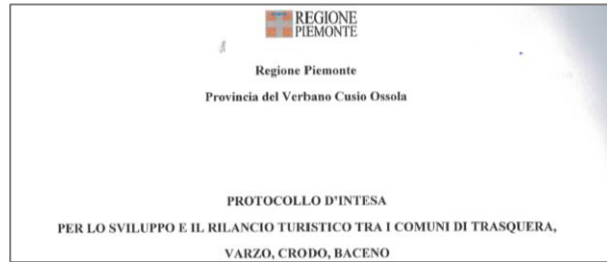 REGIONE
PIEMONTE
Regione Piemonte
Provincia del Verbano Cusio Ossola
PROTOCOLLO D'INTESA
PER LO SVILUPPO E IL RILANCIO TURISTICO TRA I COMUNI DI TRASQUERA,
VARZO, CRODO, BACENO